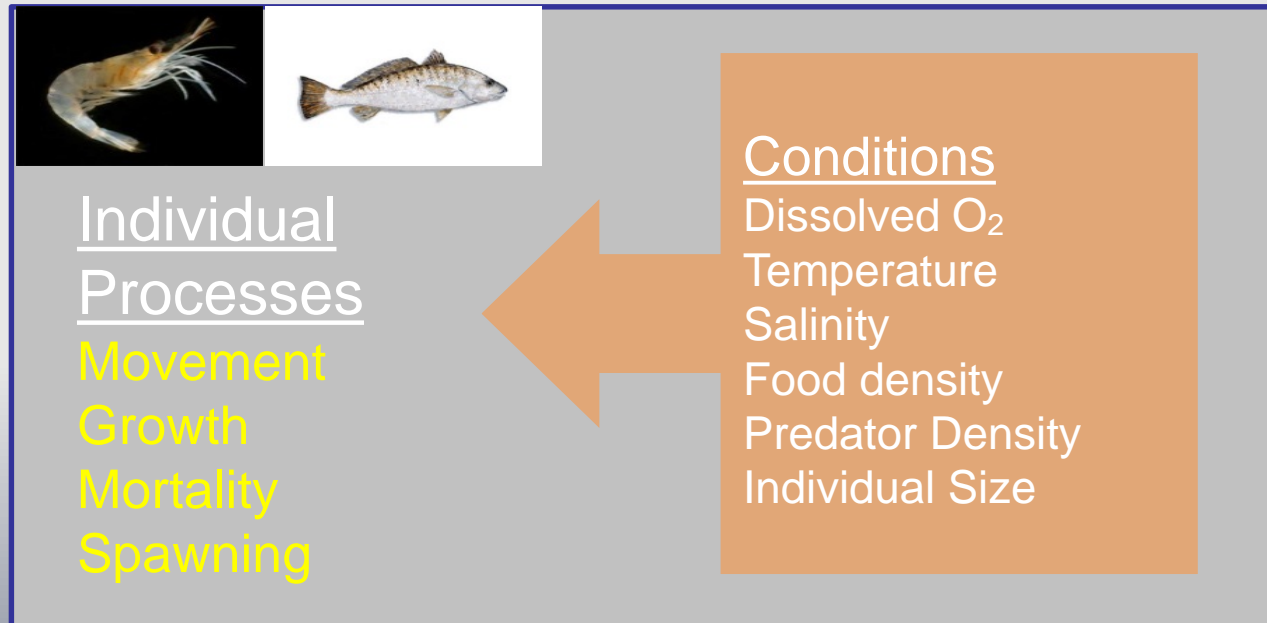 Individual
Processes
Movement
Growth
Mortality
Spawning
Conditions
Dissolved O₂
Temperature
Salinity
Food density
Predator Density
Individual Size